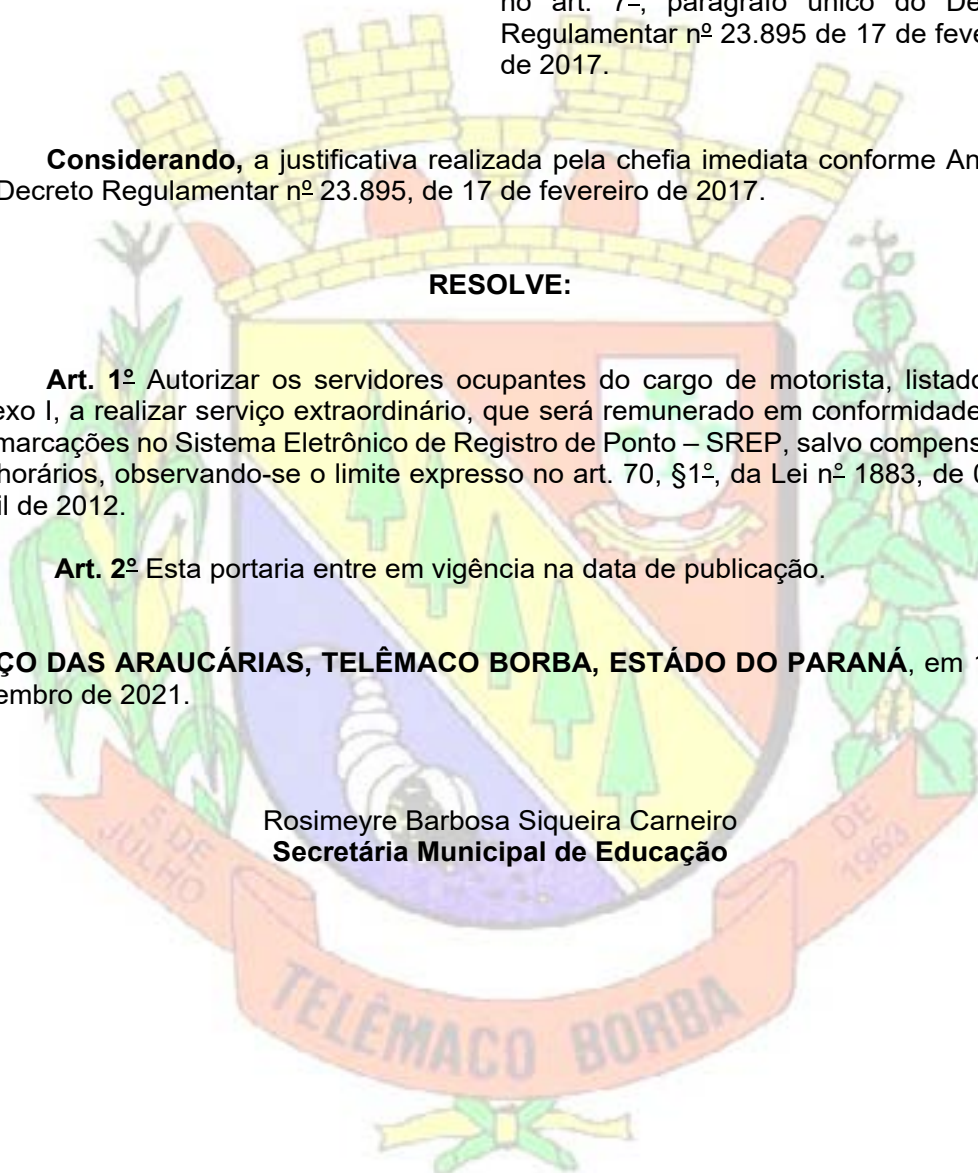 no art. 7º, parágrafo único do De
Regulamentar nº 23.895 de 17 de feve
de 2017.
Considerando, a justificativa realizada pela chefia imediata conforme An
Decreto Regulamentar nº 23.895, de 17 de fevereiro de 2017.
RESOLVE:
Art. 1º Autorizar os servidores ocupantes do cargo de motorista, listado
exo I, a realizar serviço extraordinário, que será remunerado em conformidade
marcações no Sistema Eletrônico de Registro de Ponto – SREP, salvo compens
horários, observando-se o limite expresso no art. 70, §1º, da Lei nº 1883, de 0
il de 2012.
Art. 2º Esta portaria entre em vigência na data de publicação.
ÇO DAS ARAUCÁRIAS, TELÊMACO BORBA, ESTÁDO DO PARANÁ, em 1
embro de 2021.
Rosimeyre Barbosa Siqueira Carneiro
Secretária Municipal de Educação
5 DE
JULHO
DE
1963
TELÊMACO BORBA